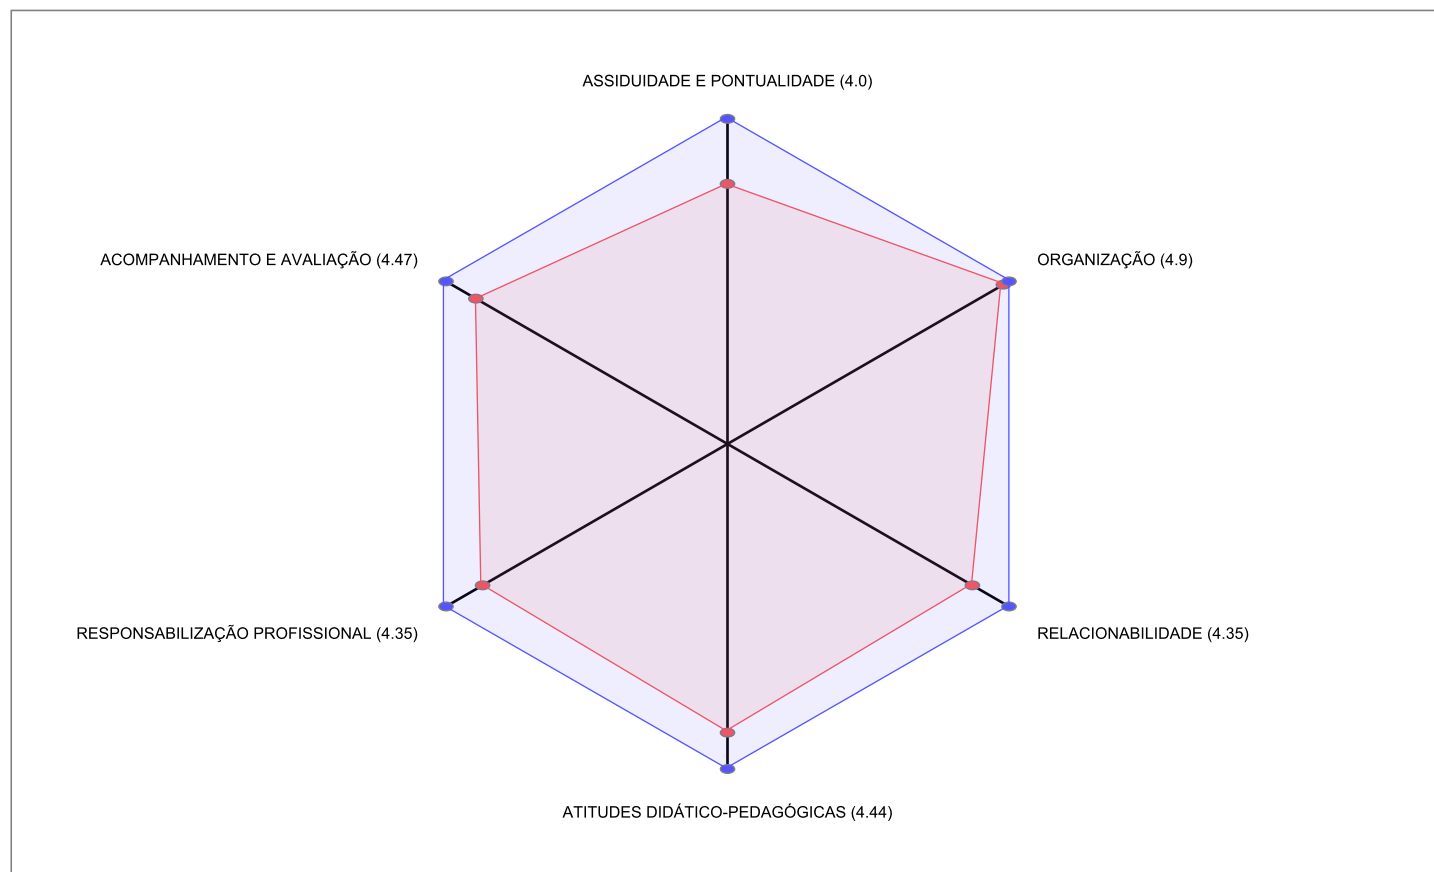 ASSIDUIDADE E PONTUALIDADE (4.0)
ACOMPANHAMENTO E AVALIAÇÃO (4.47)
ORGANIZAÇÃO (4.9)
RESPONSABILIZAÇÃO PROFISSIONAL (4.35)
RELACIONABILIDADE (4.35)
ATITUDES DIDÁTICO-PEDAGÓGICAS (4.44)